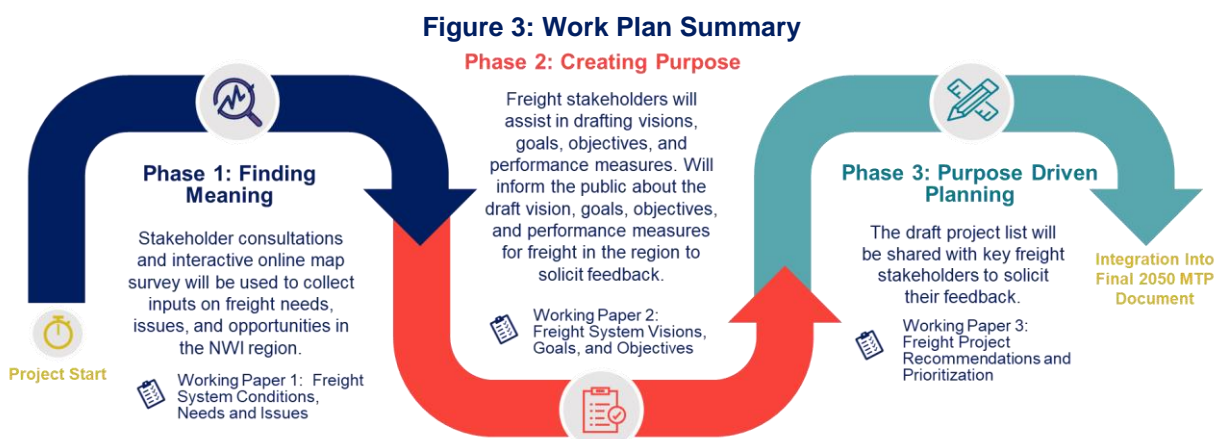 Figure 3: Work Plan Summary
Project Start
Phase 1: Finding
Meaning
Stakeholder consultations
and interactive online map
survey will be used to collect
inputs on freight needs,
issues, and opportunities in
the NWI region.
Working Paper 1: Freight
System Conditions,
Needs and Issues
Phase 2: Creating Purpose
Freight stakeholders will
assist in drafting visions,
goals, objectives, and
performance measures. Will
inform the public about the
draft vision, goals, objectives,
and performance measures
for freight in the region to
solicit feedback.
Working Paper 2:
Freight System Visions,
Goals, and Objectives
Phase 3: Purpose Driven
Planning
The draft project list will
be shared with key freight
stakeholders to solicit
their feedback.
Working Paper 3:
Freight Project
Recommendations and
Prioritization
Integration Into
Final 2050 MTP
Document